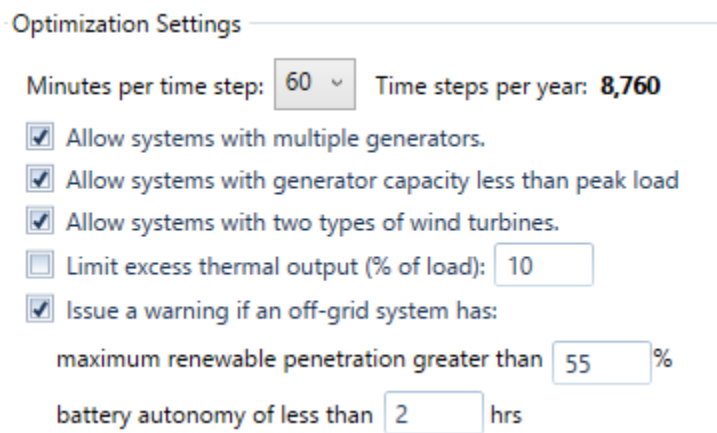 Optimization Settings
Minutes per time step: 60 Time steps per year: 8,760
Allow systems with multiple generators.
Allow systems with generator capacity less than peak load
Allow systems with two types of wind turbines.
Limit excess thermal output (% of load): 10
Issue a warning if an off-grid system has:
maximum renewable penetration greater than 55 %
battery autonomy of less than 2 hrs